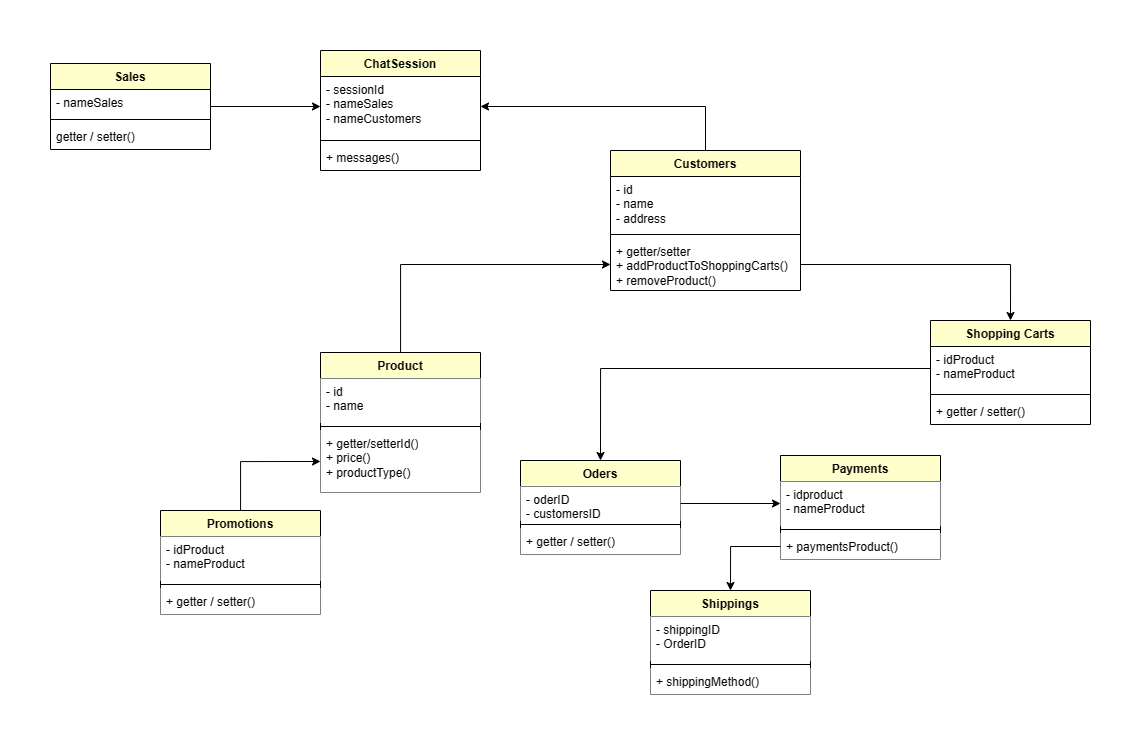 Sales
- nameSales
getter / setter()
ChatSession
- sessionId
- nameSales
- nameCustomers
+ messages()
Customers
- id
- name
- address
+ getter/setter
+ addProductToShoppingCarts()
+ removeProduct()
Shopping Carts
- idProduct
- nameProduct
+ getter / setter()
Product
- id
- name
+ getter/setterId()
+ price()
+ productType()
Oders
- oderID
- customersID
+ getter / setter()
Payments
- idproduct
- nameProduct
+ paymentsProduct()
Promotions
- idProduct
- nameProduct
+ getter / setter()
Shippings
- shippingID
- OrderID
+ shippingMethod()